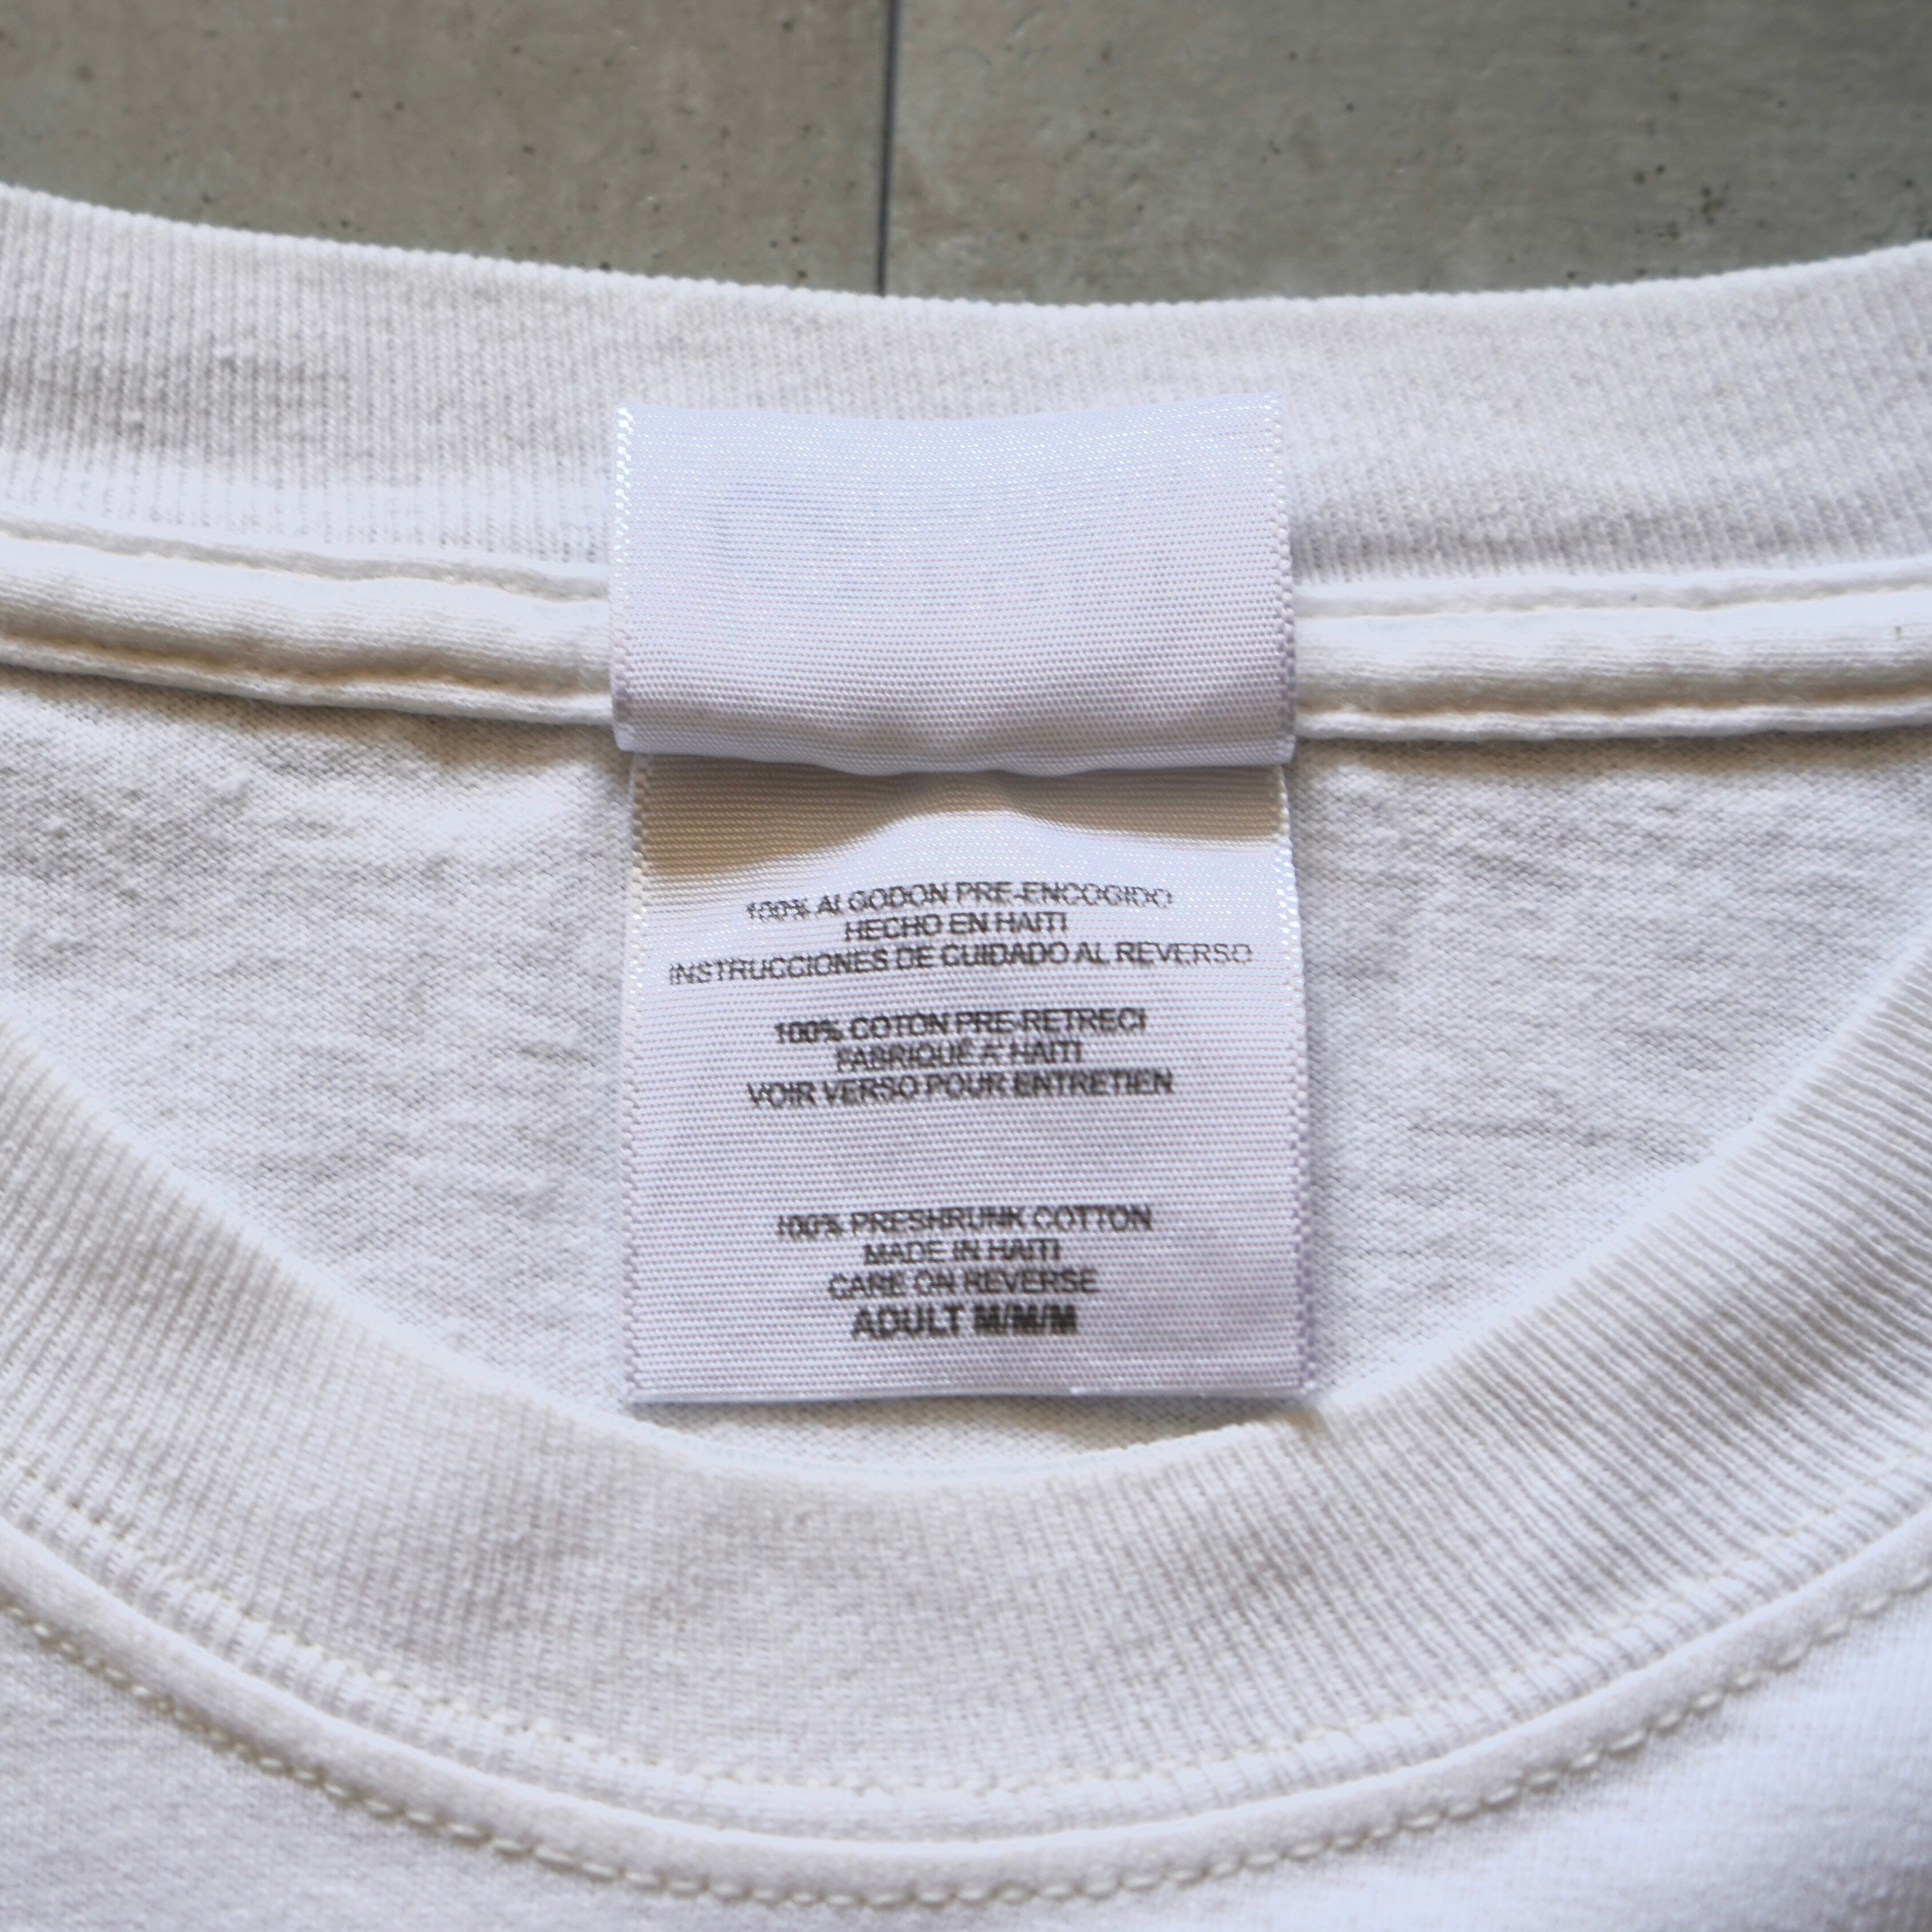 100% ALGODON PRE-ENCOGIDO
HECHO EN HAITI
INSTRUCCIONES DE CUIDADO AL REVERSO
100% COTON PRE-RETRECI
FABRIQUÉ A' HAITI
VOIR VERSO POUR ENTRETIEN
100% PRESHRUNK COTTON
MADE IN HAITI
CARE ON REVERSE
ADULT M/M/M